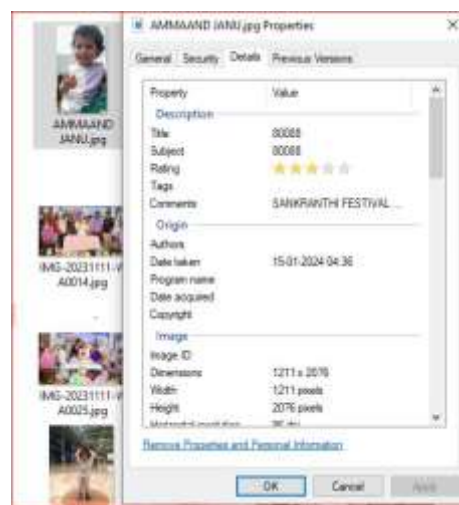 AMMAAND JANU.jpg Properties
General Security Details Previous Versions
Property Value
Description
Title 80088
Subject 80088
Rating
Tags
Comments SANKRANTHI FESTIVAL ...
Origin
Authors
Date taken 15-01-2024 04:36
Program name
Date acquired
Copyright
Image
Image ID
Dimensions 1211 x 2076
Width 1211 pixels
Height 2076 pixels
Remove Properties and Personal Information
OK Cancel Apply
AMMAAND
JANU.jpg
IMG-20231111-W
A0014.jpg
IMG-20231111-W
A0025.jpg